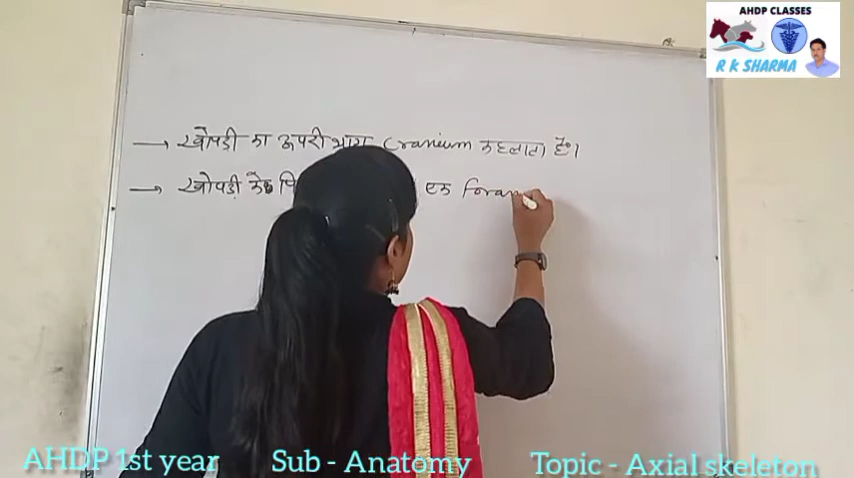 AHDP CLASSES
R K SHARMA
→ खोपडी का ऊपरी भाग Cranium कहलाता है।
→ खोपडी के पि एक Foram
AHDP 1st year Sub - Anatomy Topic - Axial skeleton